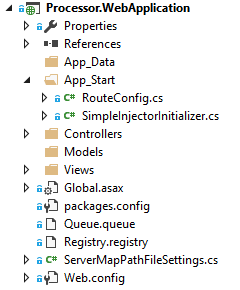 Processor.WebApplication
Properties
References
App_Data
App_Start
C# RouteConfig.cs
C# SimpleInjectorInitializer.cs
Controllers
Models
Views
Global.asax
packages.config
Queue.queue
Registry.registry
C# ServerMapPathFileSettings.cs
Web.config